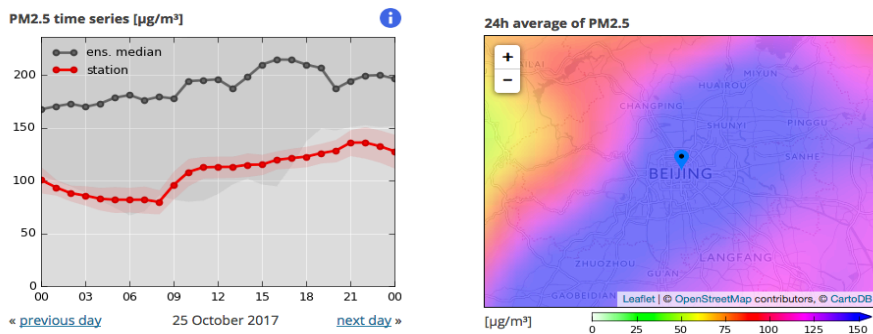 PM2.5 time series [µg/m³]
i
ens. median
station
200
150
100
50
0
00 03 06 09 12 15 18 21 00
« previous day 25 October 2017 next day »
24h average of PM2.5
+
−
MIYUN
HUAIROU
CHANGPING
SHUNYI
PINGGU
SANHE
BEIJING
LANGFANG
ZHUOZHOU
GU'AN
GAOBEIDIAN
Leaflet | © OpenStreetMap contributors, © CartoDB
[µg/m³]
0 25 50 75 100 125 150